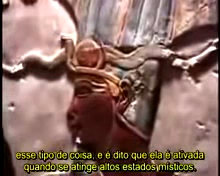 esse tipo de coisa, e é dito que ela é ativada
quando se atinge altos estados místicos.